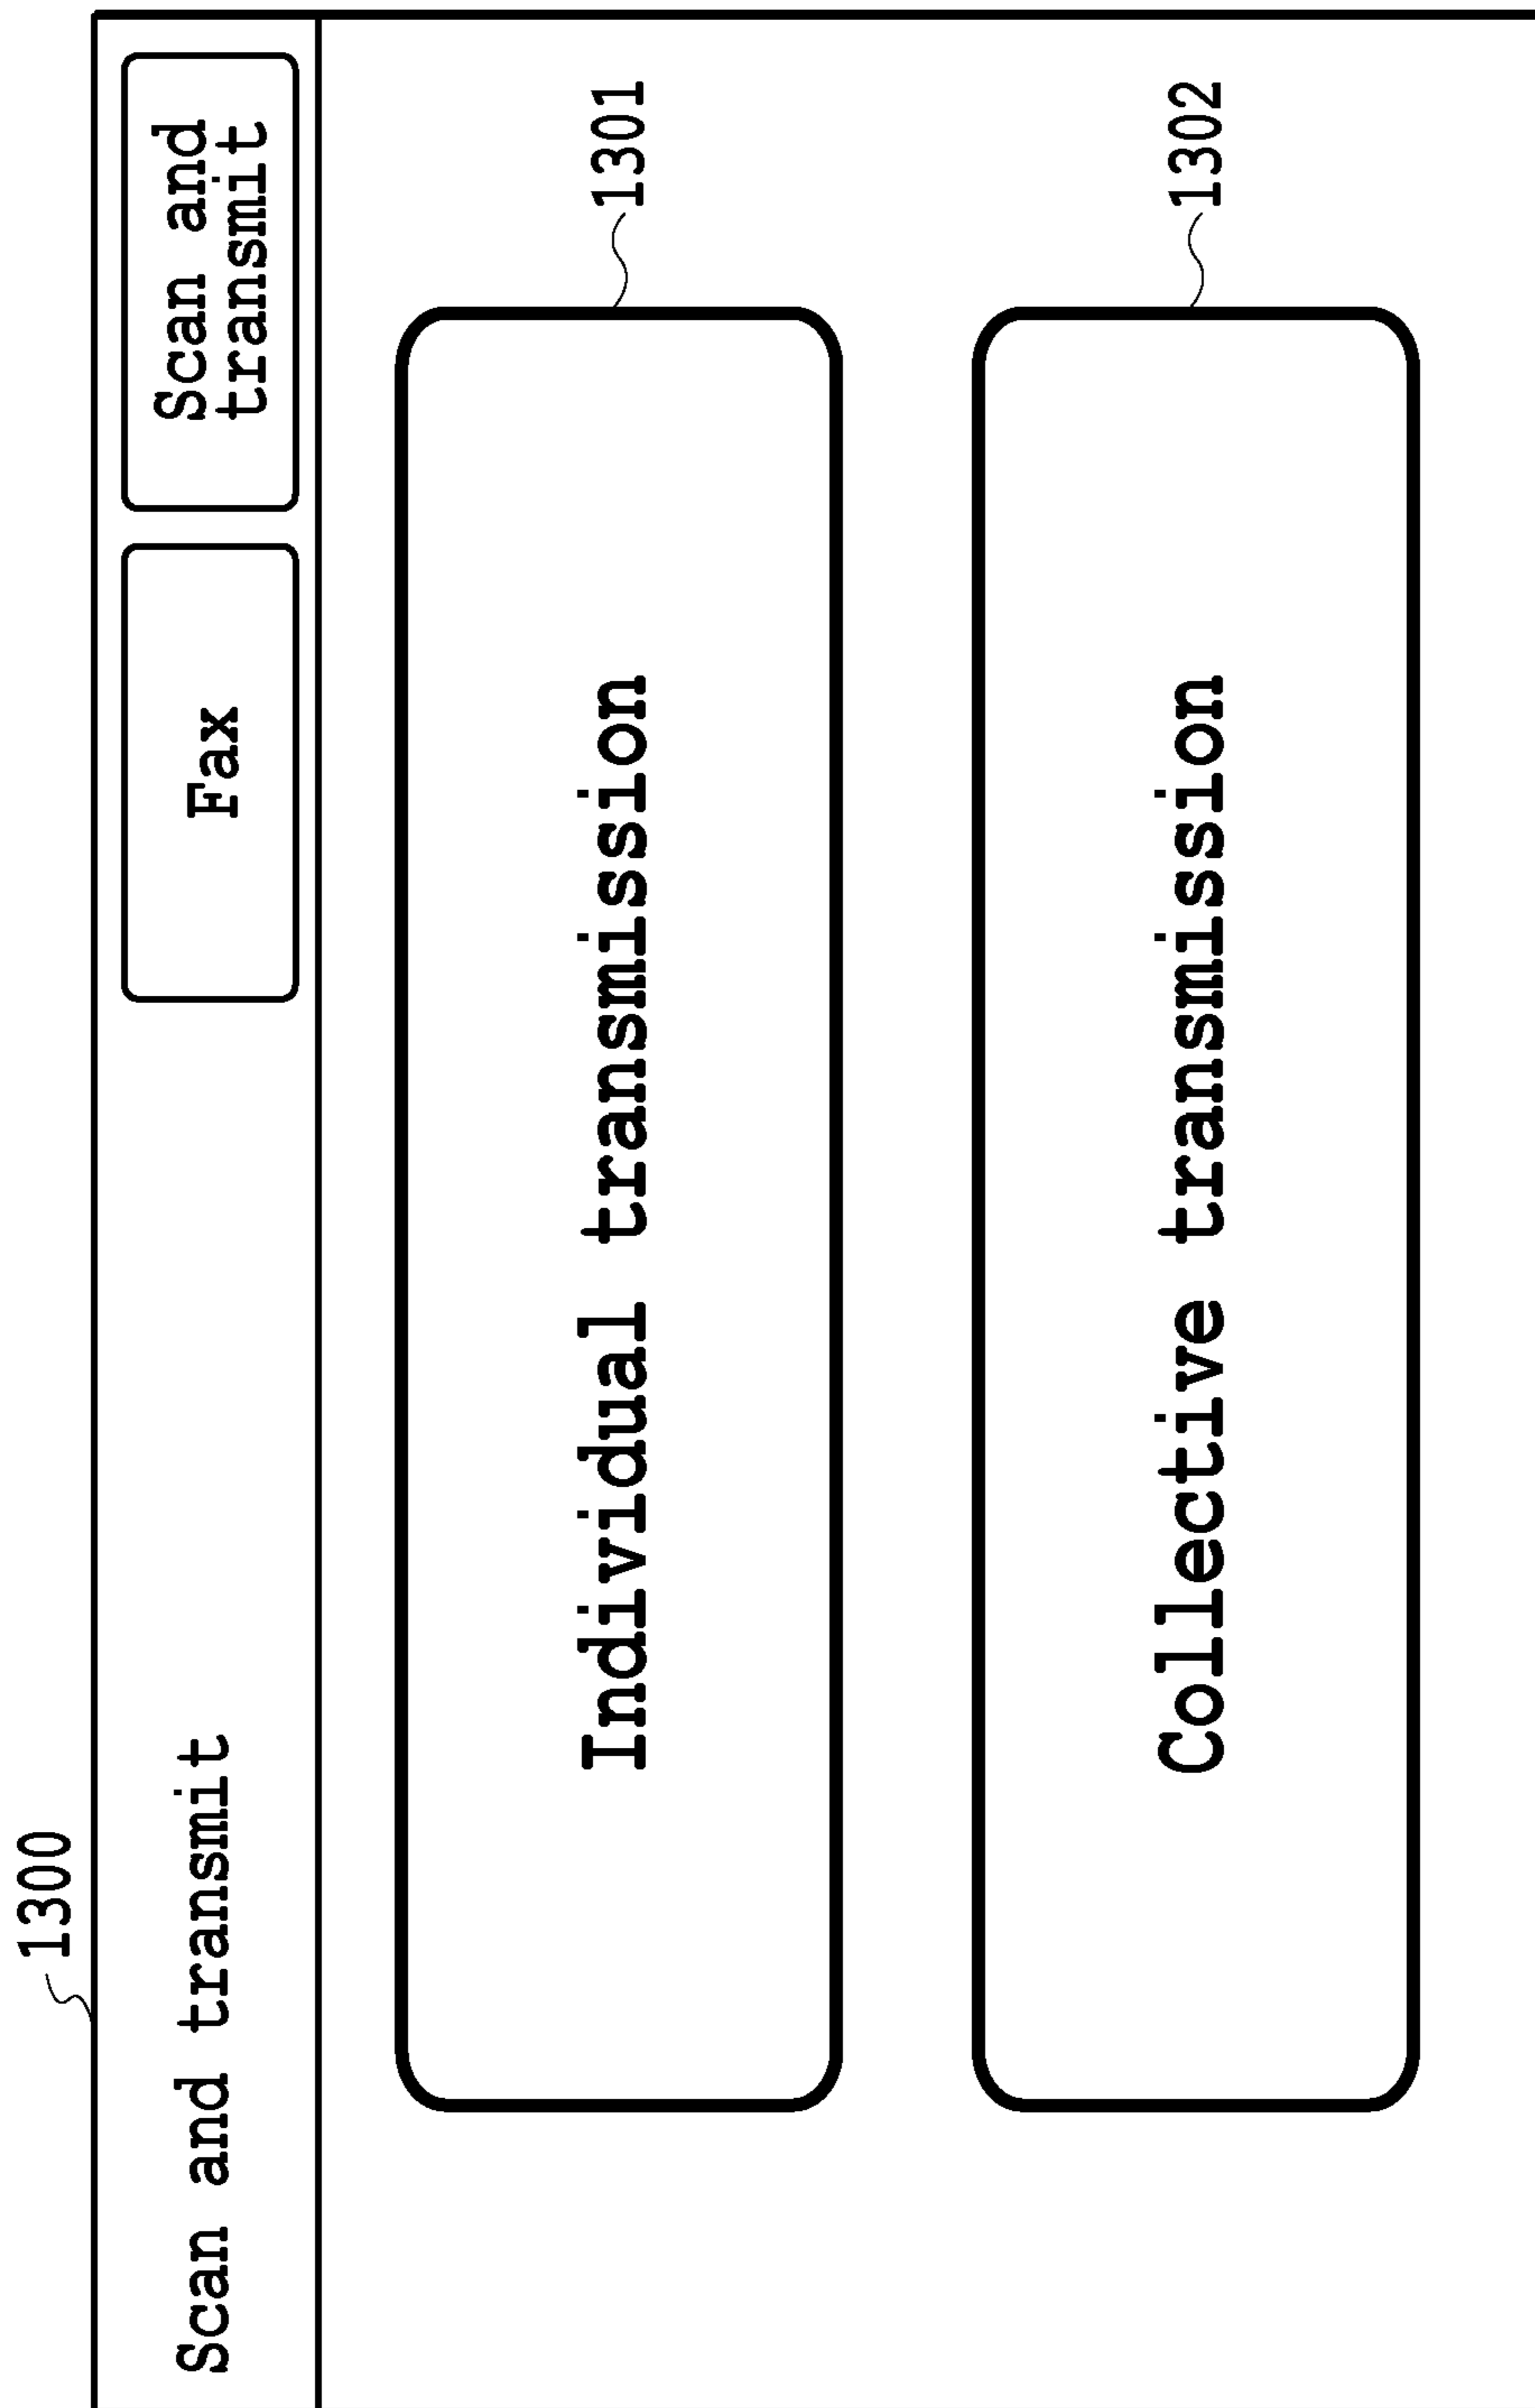 1300
Scan and transmit
Fax
Scan and
transmit
Individual transmission
1301
Collective transmission
1302